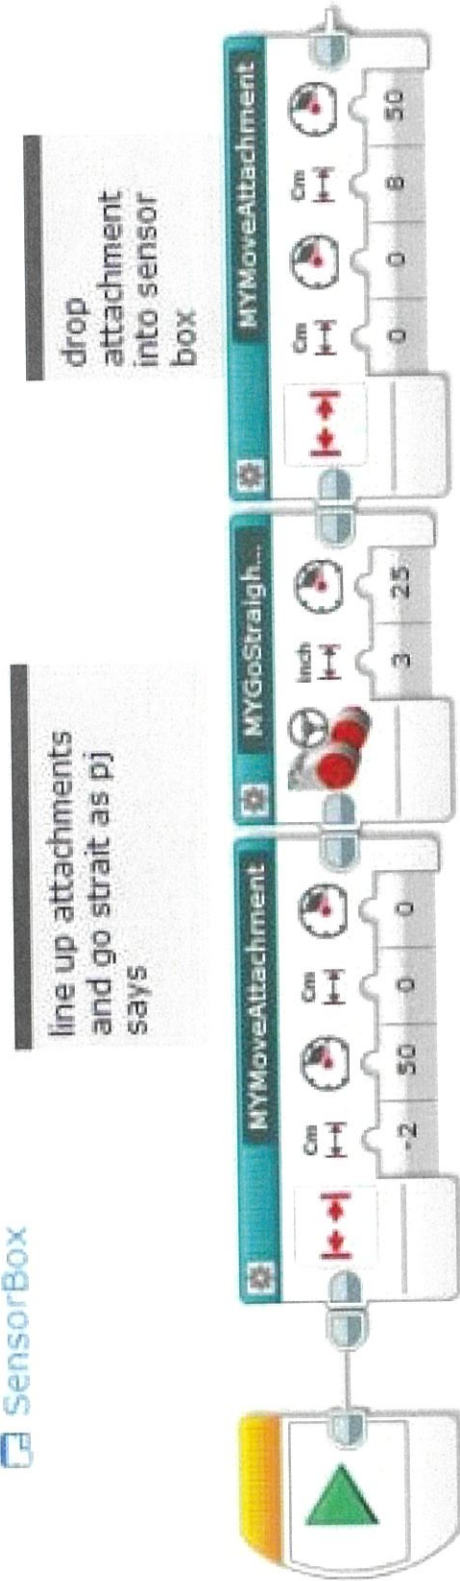 SensorBox
line up attachments
and go strait as pj
says
drop
attachment
into sensor
box
MYMoveAttachment
Cm Cm
-2 50 0 0
MYGoStraigh...
inch
3 25
MYMoveAttachment
Cm Cm
0 0 8 50